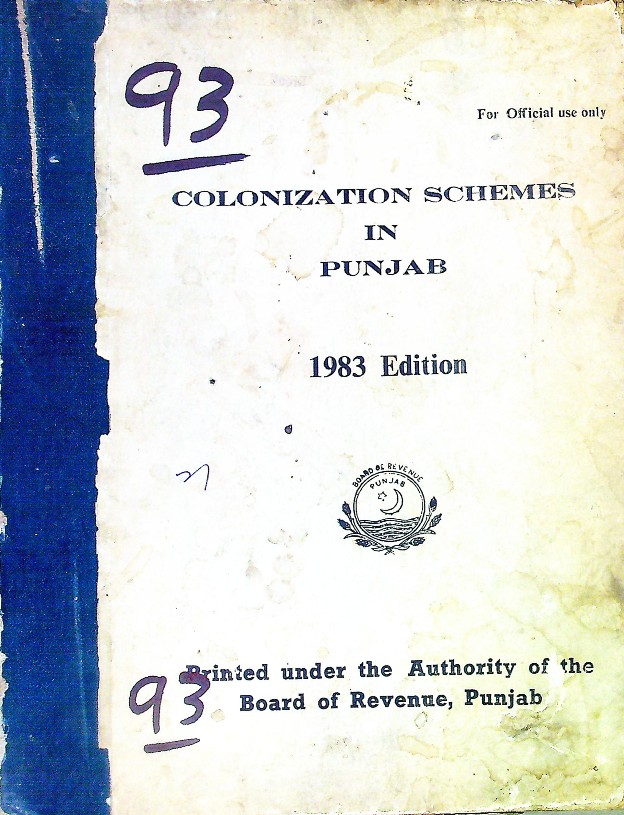 93
For Official use only
COLONIZATION SCHEMES
IN
PUNJAB
1983 Edition
BOARD OF REVENUE
PUNJAB
Printed under the Authority of the
93
Board of Revenue, Punjab